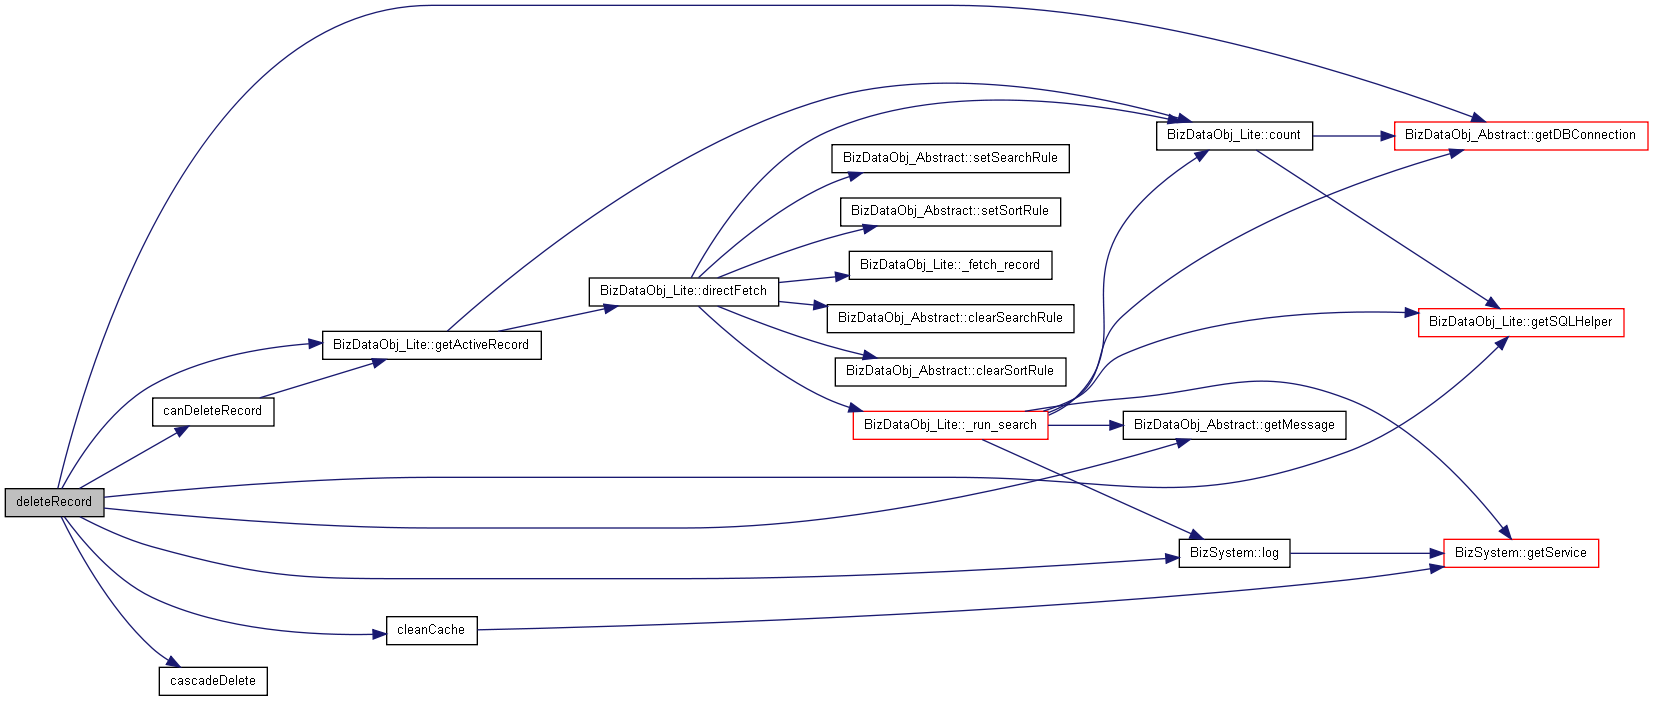 BizDataObj_Lite::count
BizDataObj_Abstract::getDBConnection
BizDataObj_Abstract::setSearchRule
BizDataObj_Abstract::setSortRule
BizDataObj_Lite::_fetch_record
BizDataObj_Lite::directFetch
BizDataObj_Abstract::clearSearchRule
BizDataObj_Lite::getSQLHelper
BizDataObj_Lite::getActiveRecord
BizDataObj_Abstract::clearSortRule
canDeleteRecord
BizDataObj_Lite::_run_search
BizDataObj_Abstract::getMessage
deleteRecord
BizSystem::log
BizSystem::getService
cleanCache
cascadeDelete